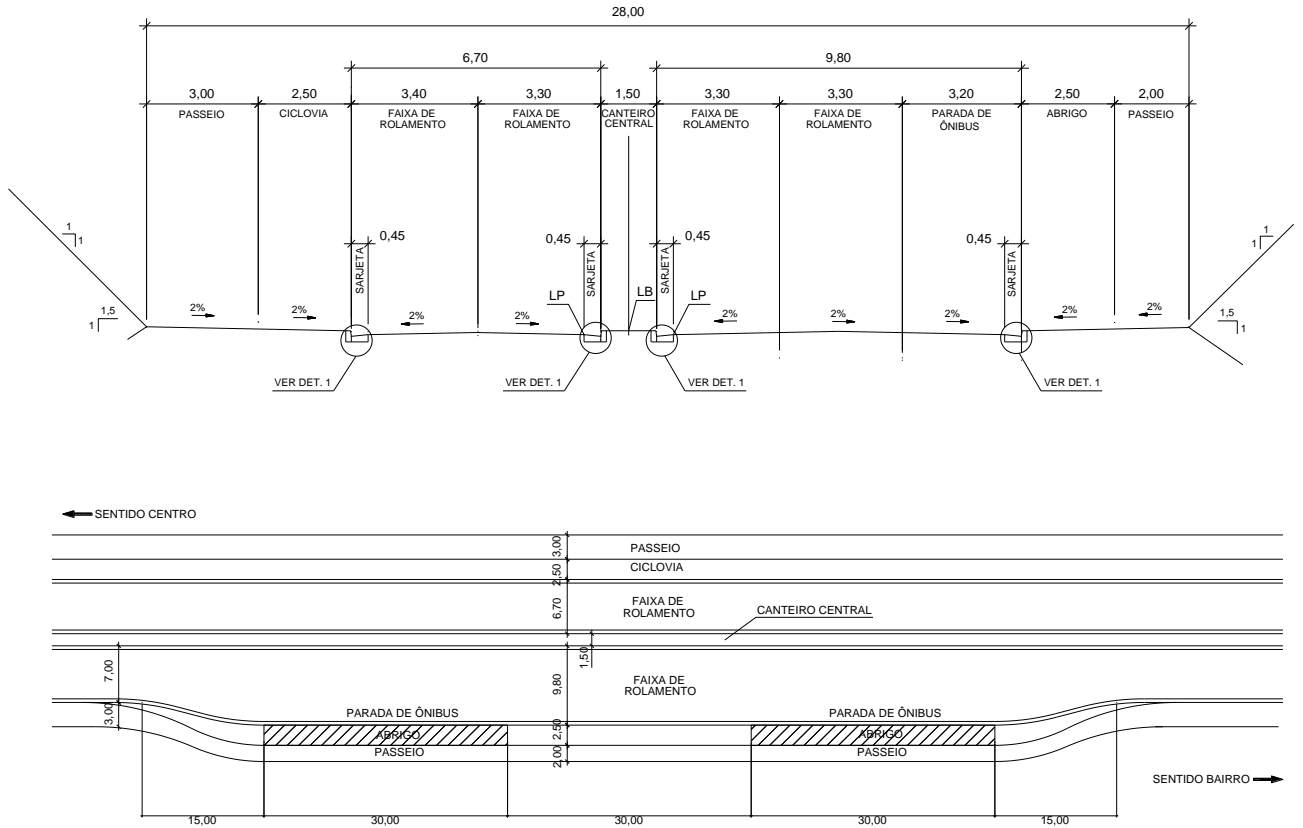 28,00
6,70
9,80
3,00
2,50
3,40
3,30
1,50
3,30
3,30
3,20
2,50
2,00
PASSEIO
CICLOVIA
FAIXA DE
ROLAMENTO
FAIXA DE
ROLAMENTO
CANTEIRO
CENTRAL
FAIXA DE
ROLAMENTO
FAIXA DE
ROLAMENTO
PARADA DE
ÔNIBUS
ABRIGO
PASSEIO
1
1
1
1
0,45
0,45
0,45
0,45
SARJETA
SARJETA
SARJETA
SARJETA
LP
LB
LP
1,5
1
2%
2%
2%
2%
2%
2%
2%
2%
2%
1,5
1
VER DET. 1
VER DET. 1
VER DET. 1
VER DET. 1
SENTIDO CENTRO
3,00
PASSEIO
2,50
CICLOVIA
6,70
FAIXA DE
ROLAMENTO
CANTEIRO CENTRAL
1,50
7,00
9,80
FAIXA DE
ROLAMENTO
3,00
PARADA DE ÔNIBUS
PARADA DE ÔNIBUS
ABRIGO
2,50
ABRIGO
PASSEIO
2,00
PASSEIO
SENTIDO BAIRRO
15,00
30,00
30,00
30,00
15,00